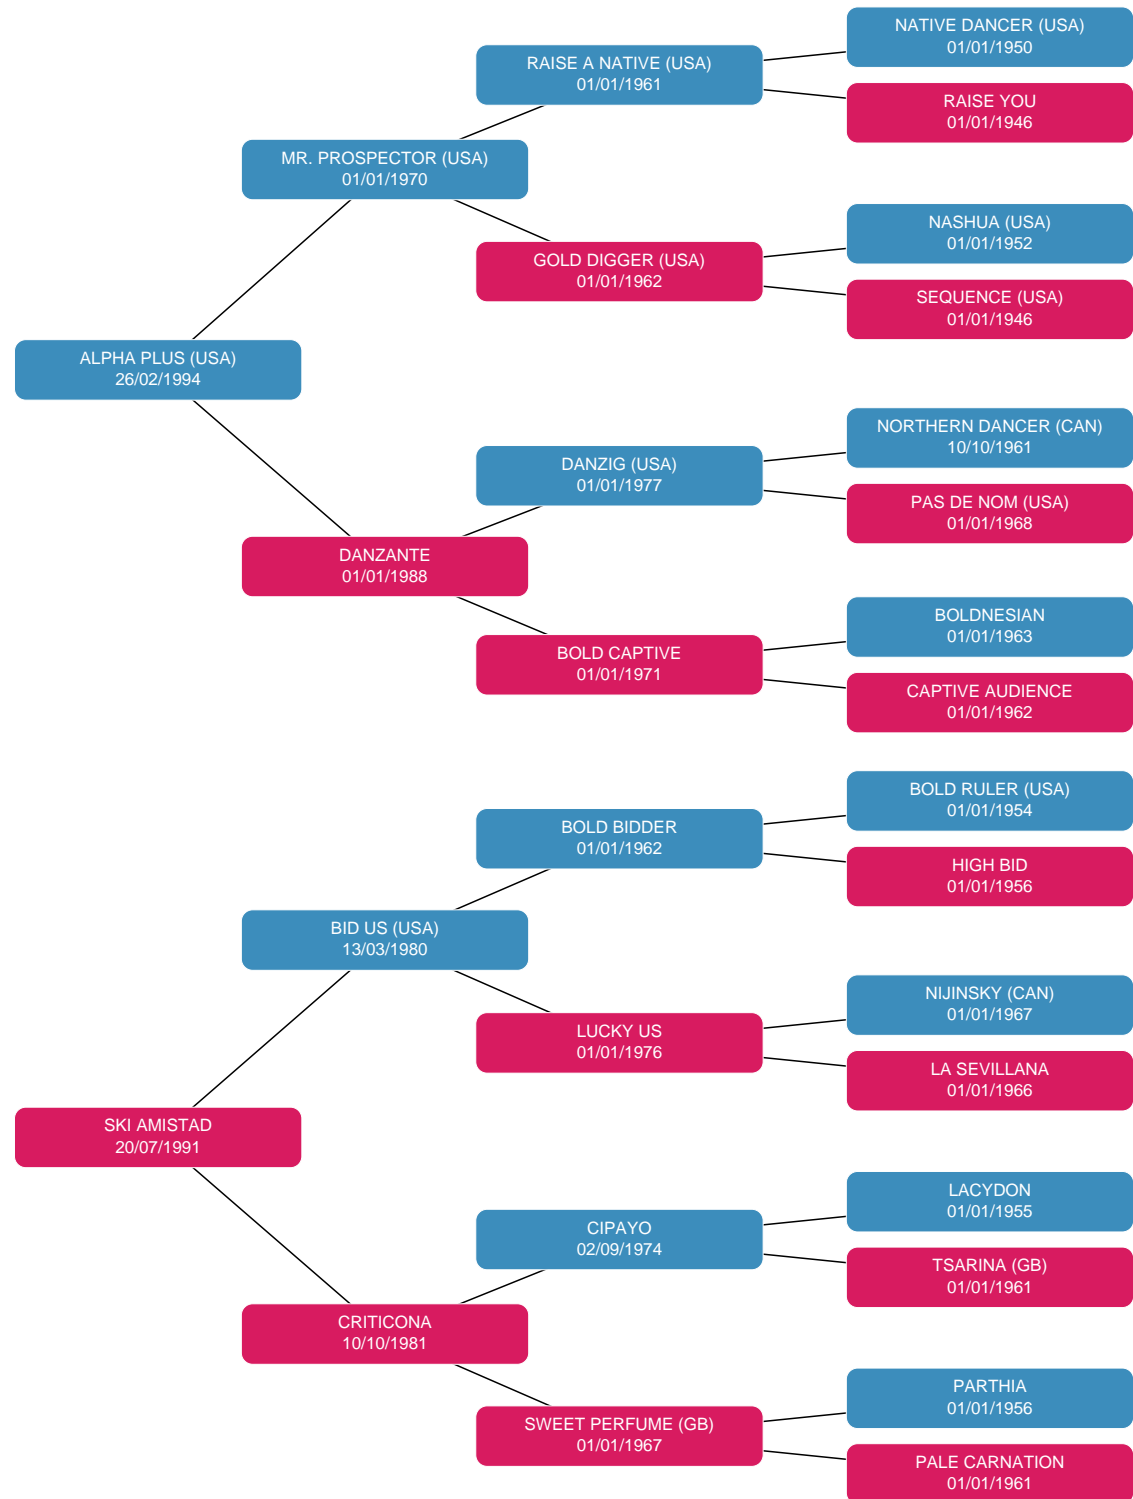 NATIVE DANCER (USA)
01/01/1950
RAISE A NATIVE (USA)
01/01/1961
RAISE YOU
01/01/1946
MR. PROSPECTOR (USA)
01/01/1970
NASHUA (USA)
01/01/1952
GOLD DIGGER (USA)
01/01/1962
SEQUENCE (USA)
01/01/1946
ALPHA PLUS (USA)
26/02/1994
NORTHERN DANCER (CAN)
10/10/1961
DANZIG (USA)
01/01/1977
PAS DE NOM (USA)
01/01/1968
DANZANTE
01/01/1988
BOLDNESIAN
01/01/1963
BOLD CAPTIVE
01/01/1971
CAPTIVE AUDIENCE
01/01/1962
BOLD RULER (USA)
01/01/1954
BOLD BIDDER
01/01/1962
HIGH BID
01/01/1956
BID US (USA)
13/03/1980
NIJINSKY (CAN)
01/01/1967
LUCKY US
01/01/1976
LA SEVILLANA
01/01/1966
SKI AMISTAD
20/07/1991
LACYDON
01/01/1955
CIPAYO
02/09/1974
TSARINA (GB)
01/01/1961
CRITICONA
10/10/1981
PARTHIA
01/01/1956
SWEET PERFUME (GB)
01/01/1967
PALE CARNATION
01/01/1961